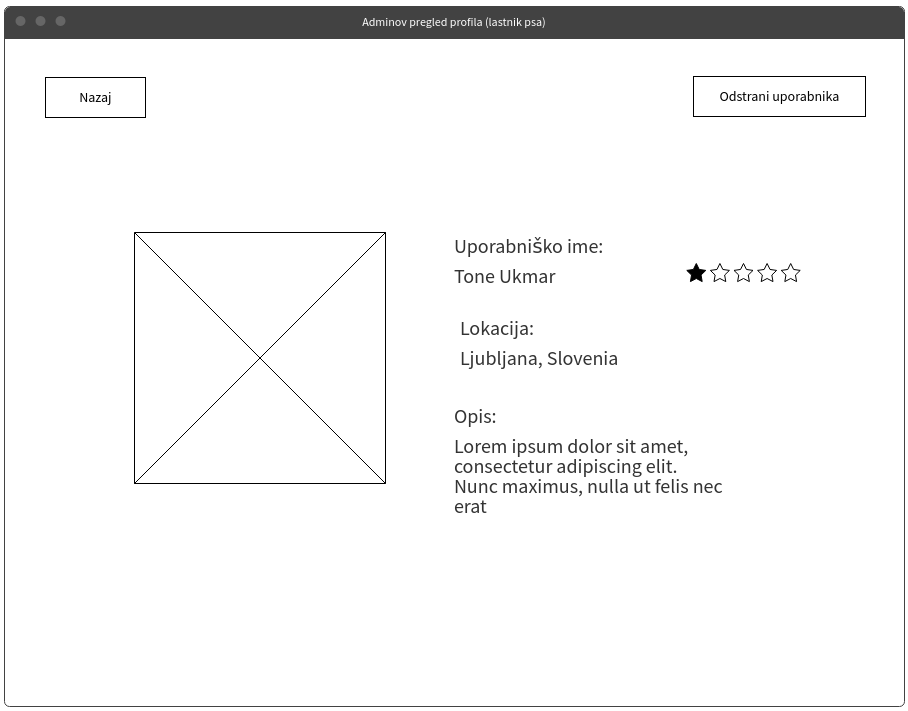 Adminov pregled profila (lastnik psa)
Nazaj
Odstrani uporabnika
Uporabniško ime:
Tone Ukmar
Lokacija:
Ljubljana, Slovenia
Opis:
Lorem ipsum dolor sit amet,
consectetur adipiscing elit.
Nunc maximus, nulla ut felis nec
erat